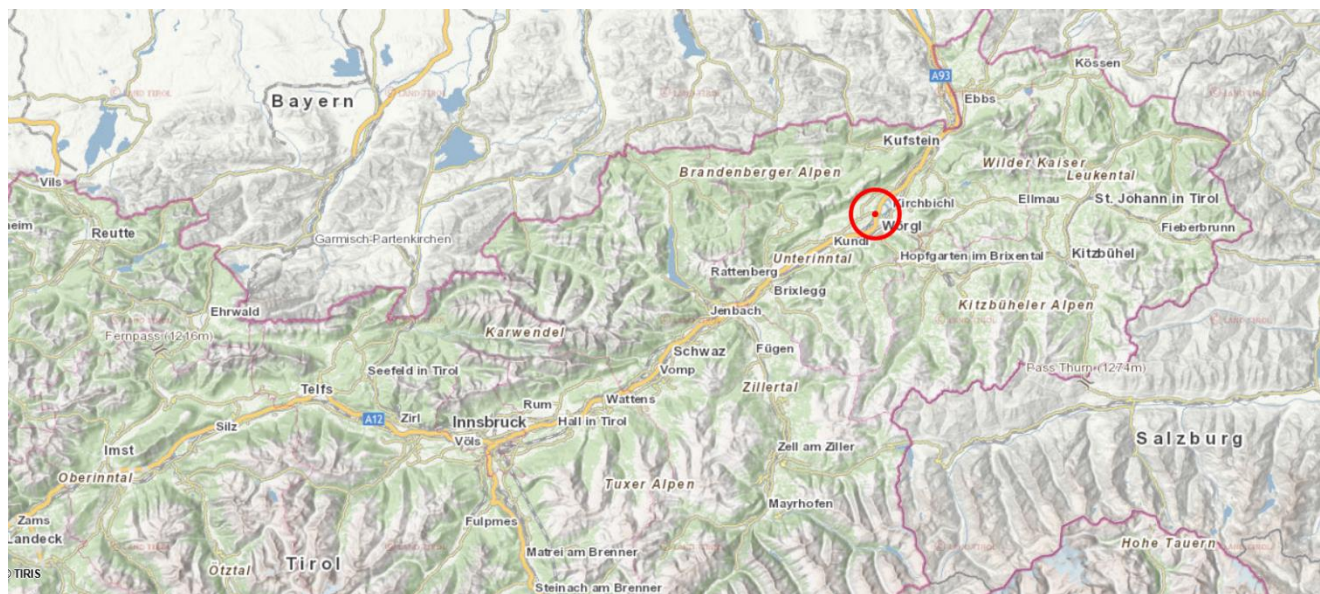 Kössen
A93
Bayern
Ebbs
Kufstein
Wilder Kaiser
Brandenberger Alpen
Leukental
Vils
Ellmau
St. Johann in Tirol
Kirchbichl
heim
Reutte
Garmisch-Partenkirchen
Wörgl
Fieberbrunn
Kundl
Unterinntal
Hopfgarten im Brixental
Kitzbühel
Rattenberg
Brixlegg
Ehrwald
Jenbach
Kitzbüheler Alpen
Fernpass (1216m)
Karwendel
Schwaz
Fügen
Seefeld in Tirol
Vomp
Pass Thurn (1274m)
Telfs
Zillertal
Rum
Wattens
A12
Zirl
Innsbruck
Hall in Tirol
Silz
Völs
Salzburg
Imst
Zell am Ziller
Oberinntal
Tuxer Alpen
Mayrhofen
Zams
Fulpmes
Landeck
Hohe Tauern
Matrei am Brenner
Tirol
Ötztal
© TIRIS
Steinach am Brenner